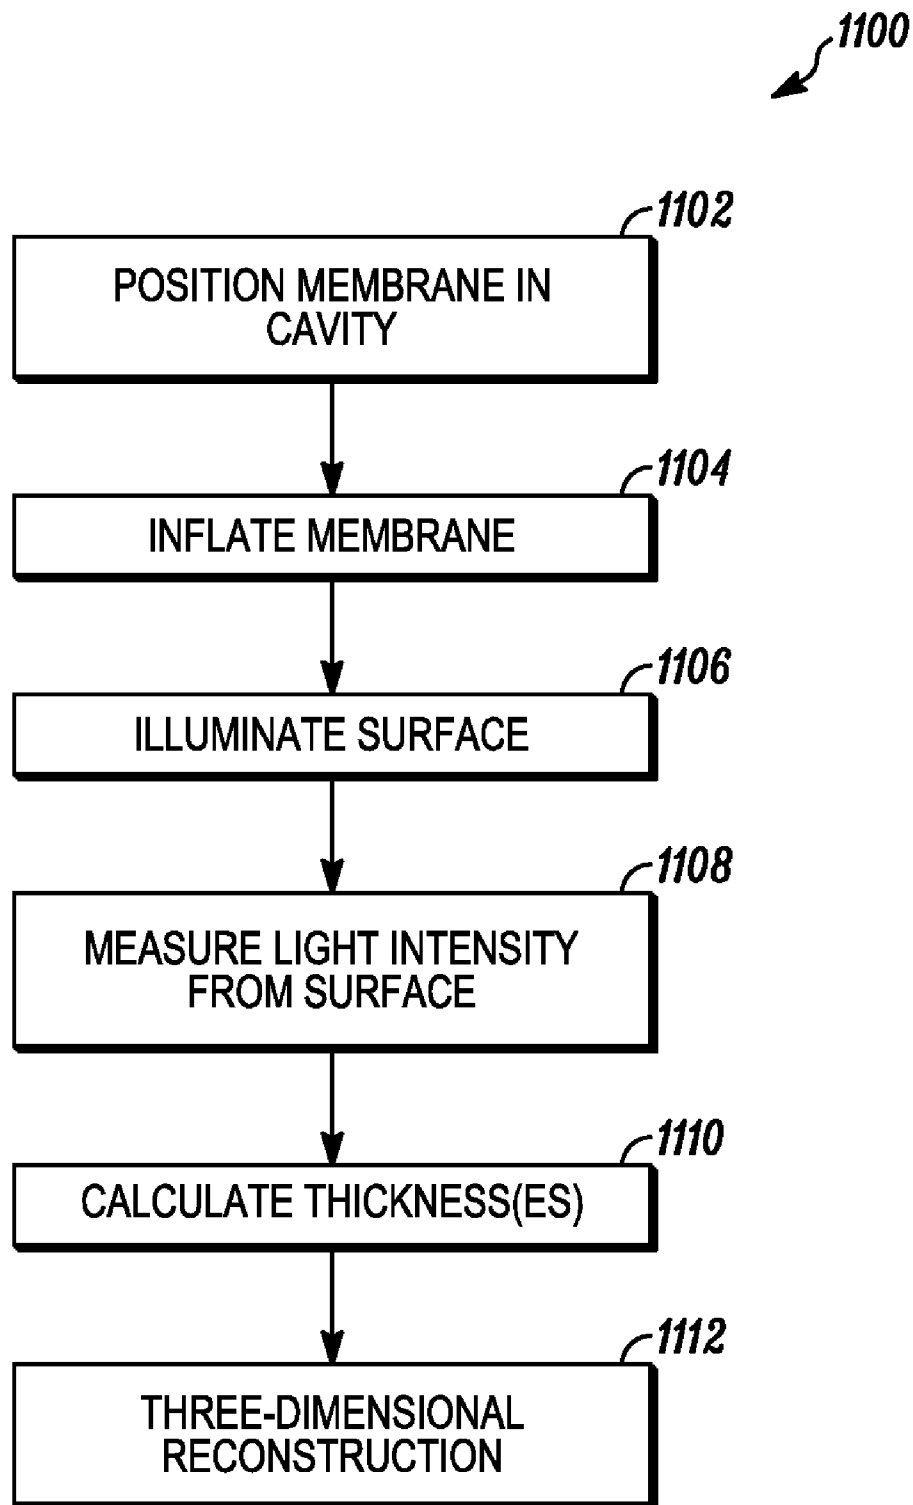 1100
1102
POSITION MEMBRANE IN
CAVITY
1104
INFLATE MEMBRANE
1106
ILLUMINATE SURFACE
1108
MEASURE LIGHT INTENSITY
FROM SURFACE
1110
CALCULATE THICKNESS(ES)
1112
THREE-DIMENSIONAL
RECONSTRUCTION